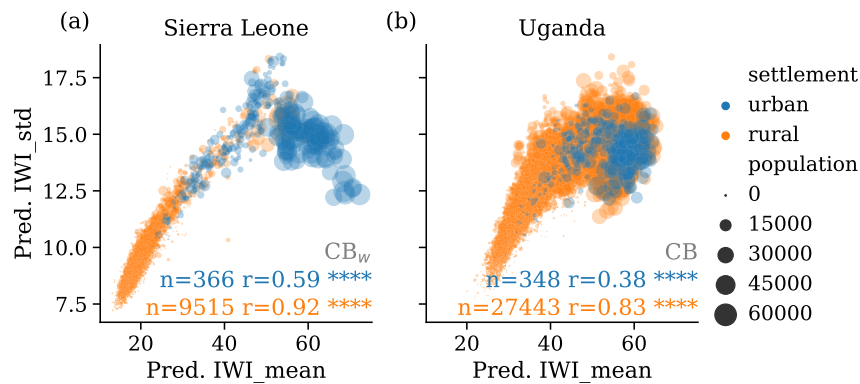 (a) Sierra Leone
(b) Uganda
Pred. IWI_std
17.5
15.0
12.5
10.0
7.5
CB_w
n=366 r=0.59 ****
n=9515 r=0.92 ****
20 40 60
Pred. IWI_mean
CB
n=348 r=0.38 ****
n=27443 r=0.83 ****
20 40 60
Pred. IWI_mean
settlement
urban
rural
population
0
15000
30000
45000
60000